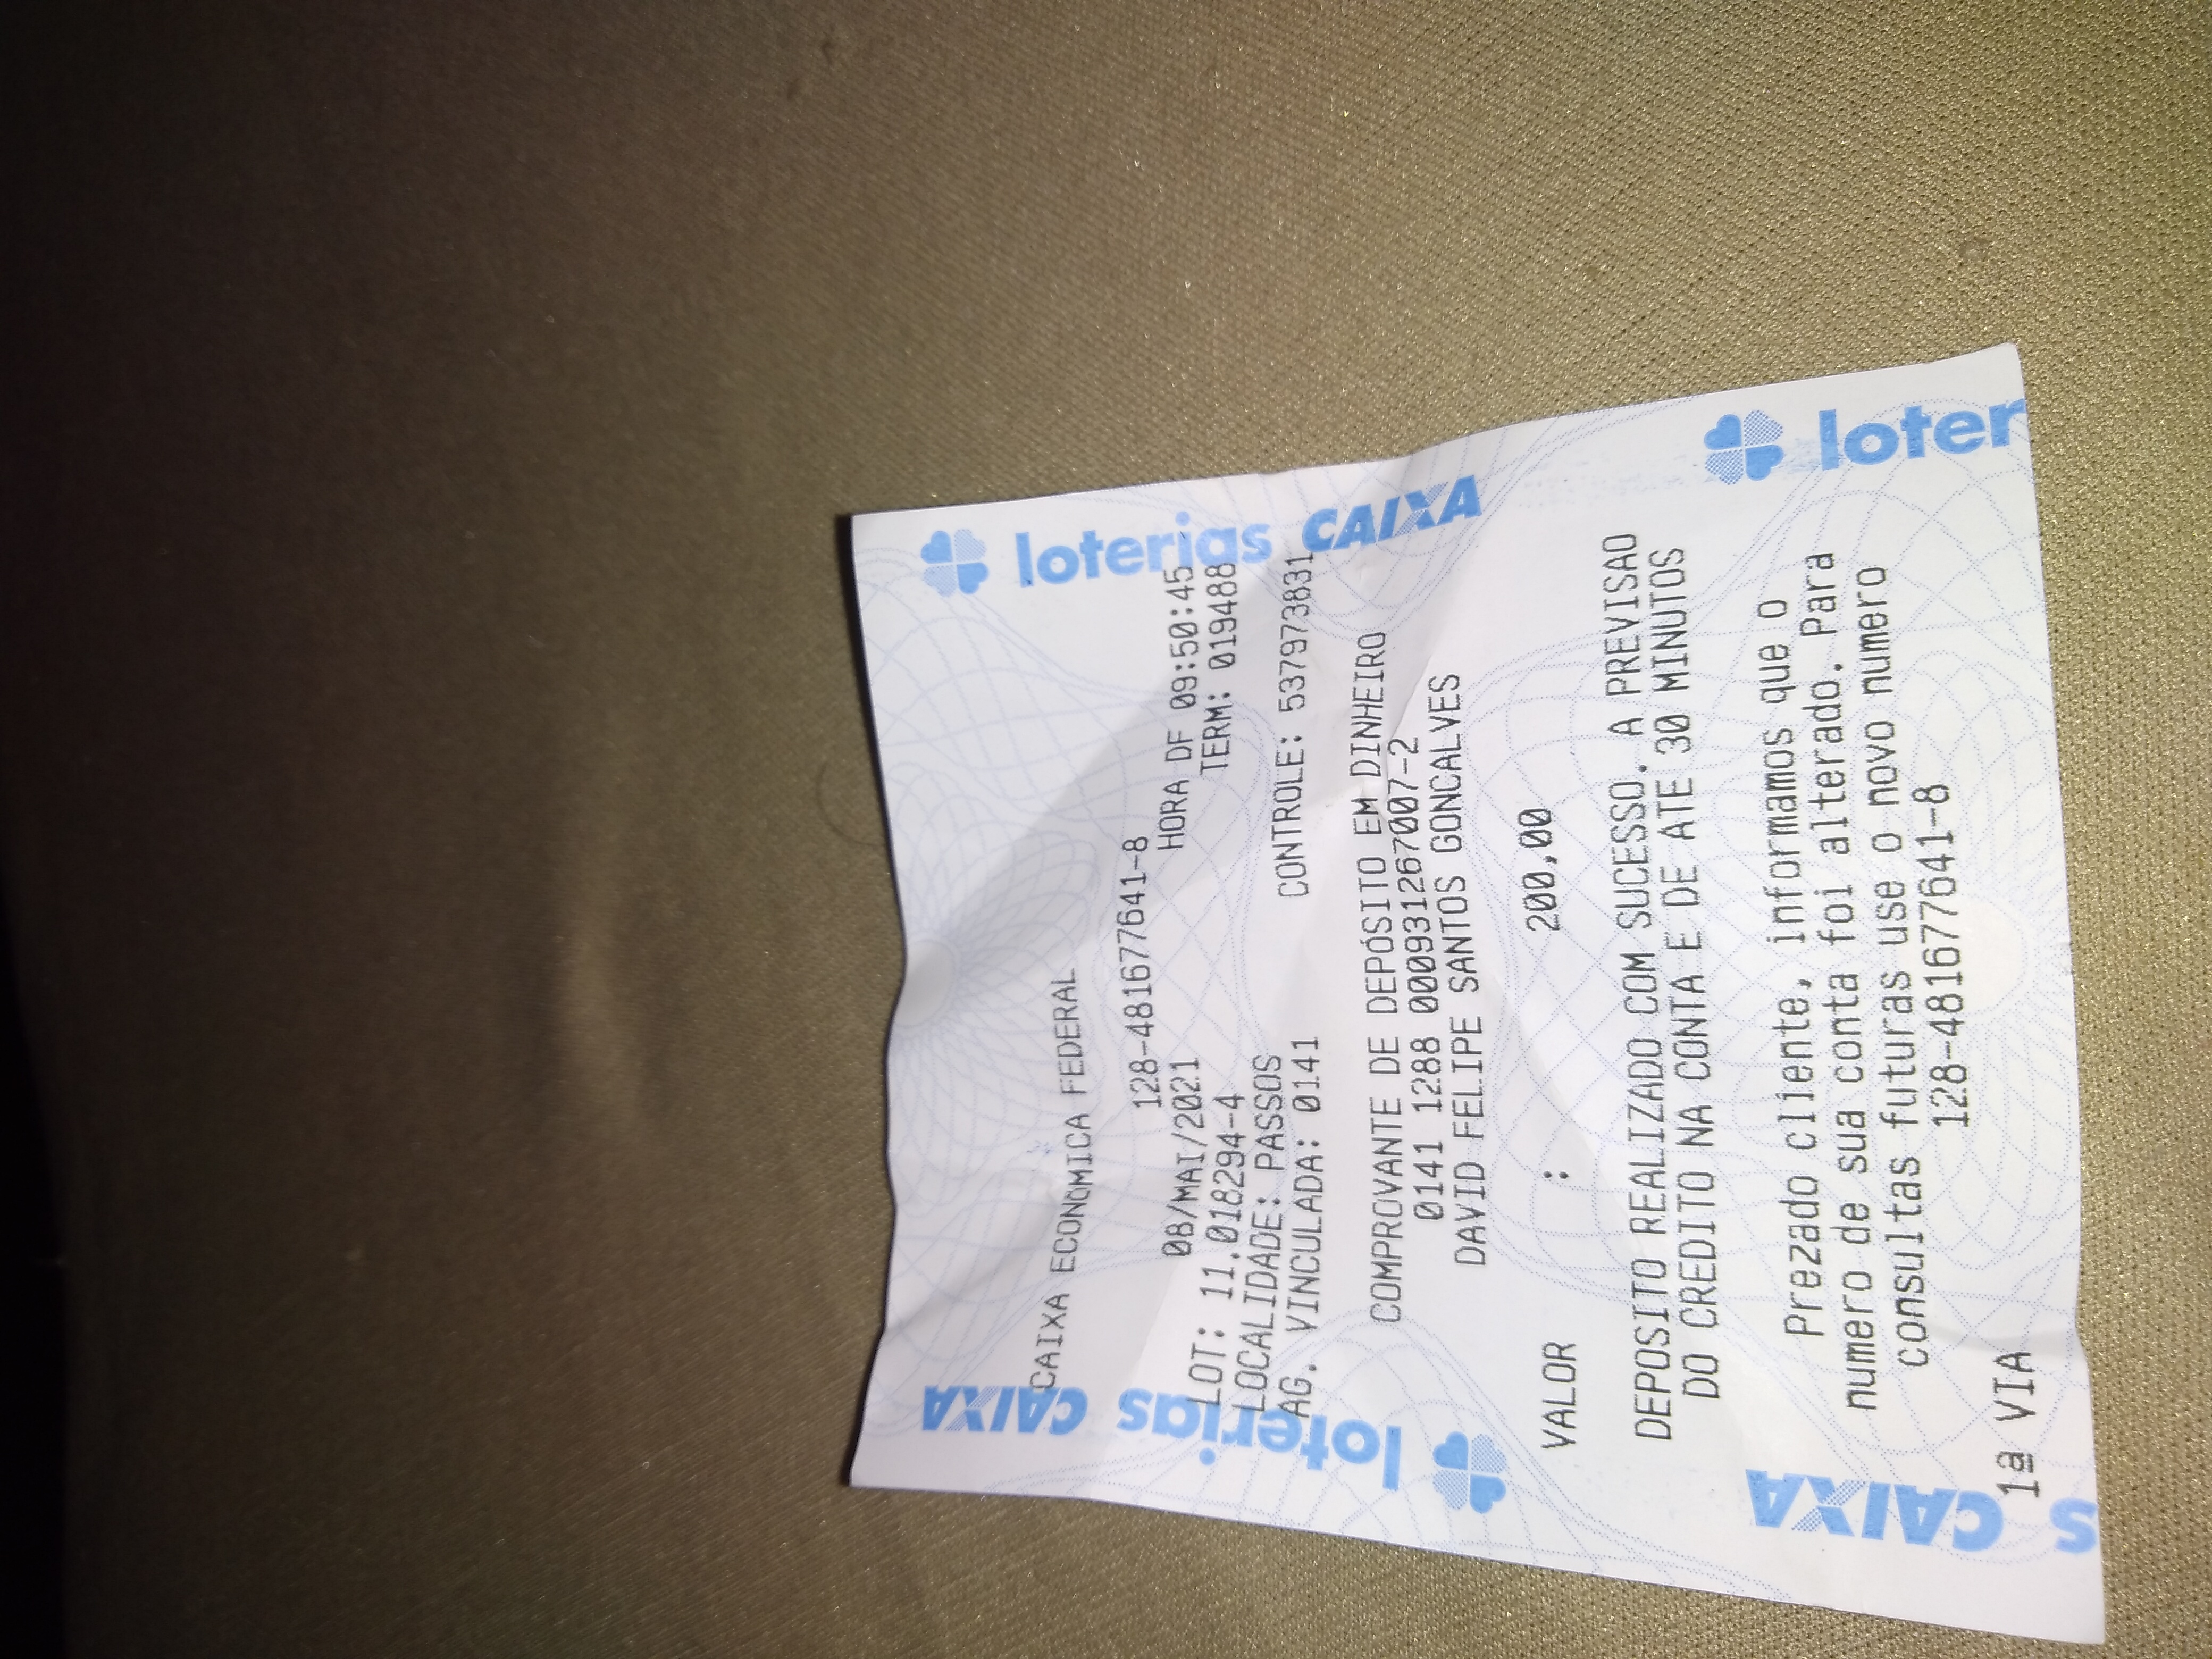 loterias CAIXA
CAIXA ECONOMICA FEDERAL
128-481677641-8
08/MAI/2021 HORA DF 09:50:45
LOT: 11.018294-4 TERM: 019488
LOCALIDADE: PASSOS
AG. VINCULADA: 0141 CONTROLE: 537973831
COMPROVANTE DE DEPÓSITO EM DINHEIRO
0141 1288 000931267007-2
DAVID FELIPE SANTOS GONCALVES
VALOR : 200,00
DEPOSITO REALIZADO COM SUCESSO. A PREVISAO
DO CREDITO NA CONTA E DE ATE 30 MINUTOS
Prezado cliente, informamos que o
numero de sua conta foi alterado. Para
consultas futuras use o novo numero
128-481677641-8
1ª VIA
loterias CAIXA
loter
s CAIXA